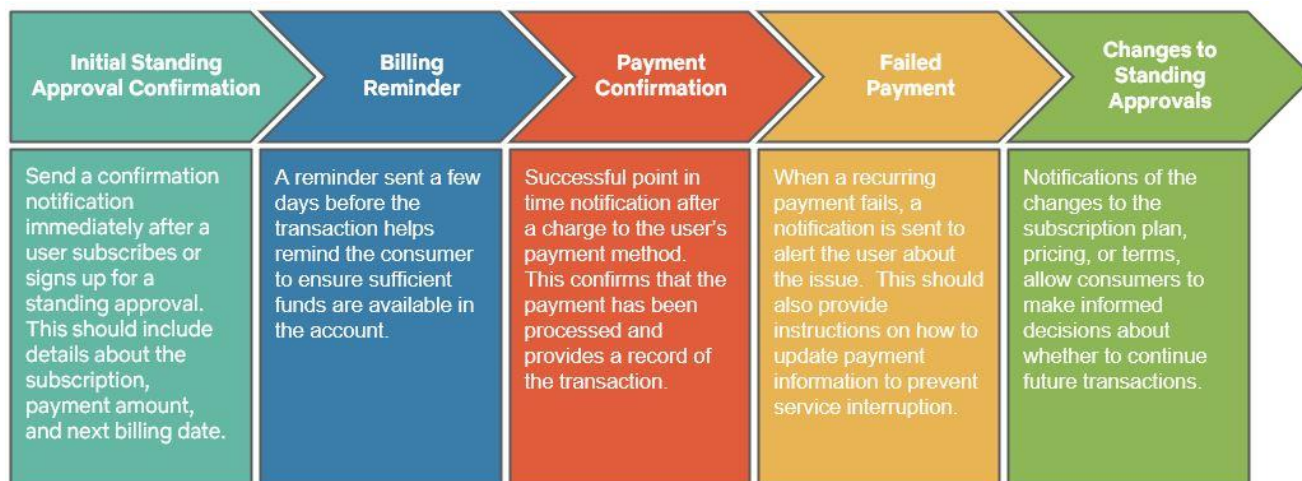 Initial Standing
Approval Confirmation
Billing
Reminder
Payment
Confirmation
Failed
Payment
Changes to
Standing
Approvals
Send a confirmation
notification
immediately after a
user subscribes or
signs up for a
standing approval.
This should include
details about the
subscription,
payment amount,
and next billing date.
A reminder sent a few
days before the
transaction helps
remind the consumer
to ensure sufficient
funds are available in
the account.
Successful point in
time notification after
a charge to the user's
payment method.
This confirms that the
payment has been
processed and
provides a record of
the transaction.
When a recurring
payment fails, a
notification is sent to
alert the user about
the issue.  This should
also provide
instructions on how to
update payment
information to prevent
service interruption.
Notifications of the
changes to the
subscription plan,
pricing, or terms,
allow consumers to
make informed
decisions about
whether to continue
future transactions.